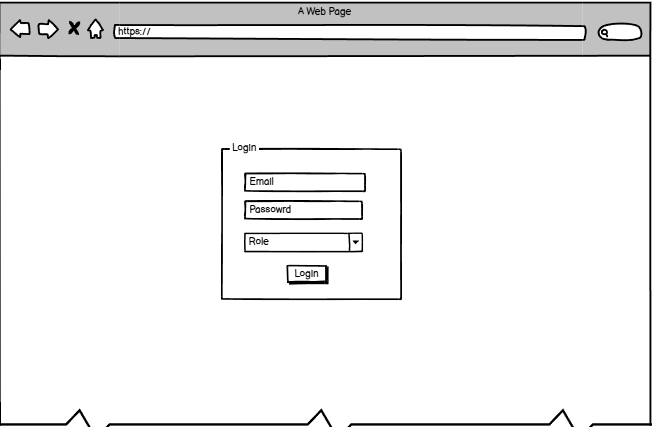 A Web Page
https://
Login
Email
Passowrd
Role
Login